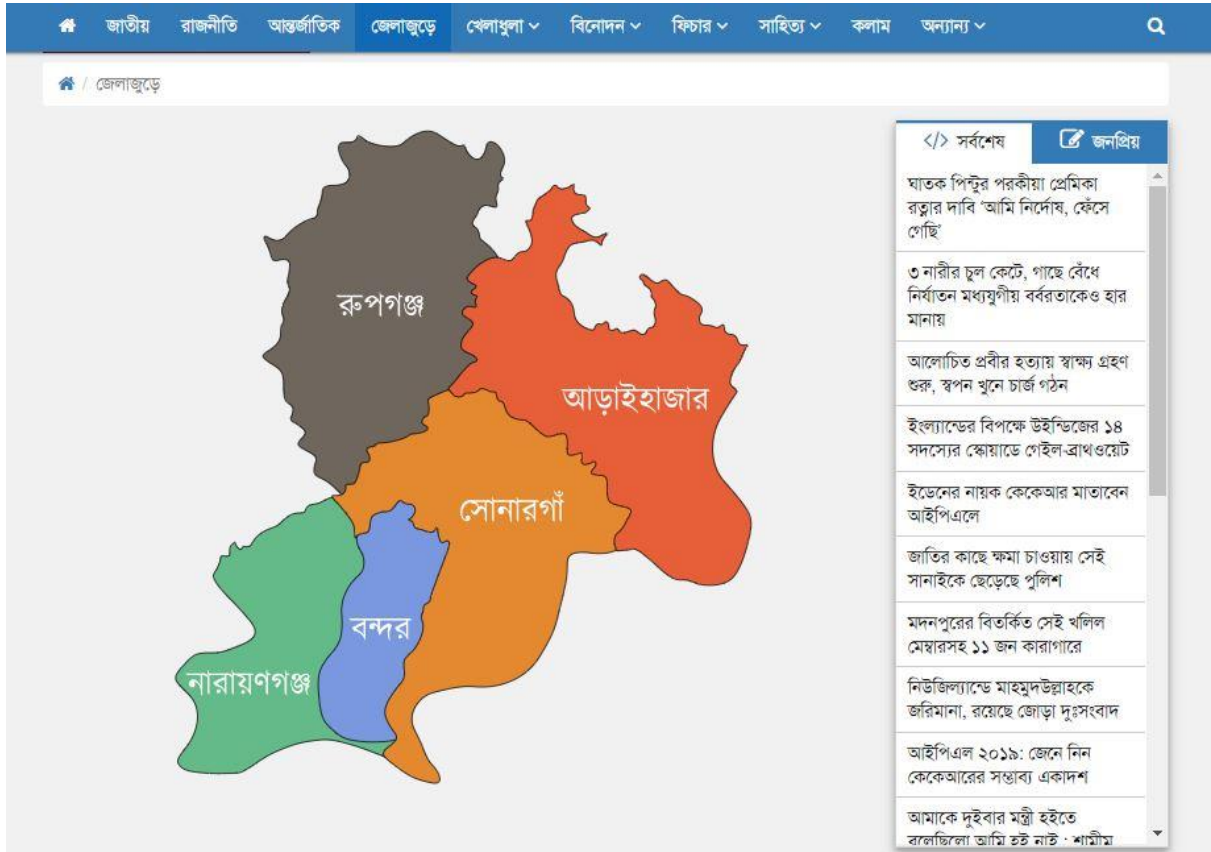 জাতীয় রাজনীতি আন্তর্জাতিক জেলাজুড়ে খেলাধুলা বিনোদন ফিচার সাহিত্য কলাম অন্যান্য
/ জেলাজুড়ে
রুপগঞ্জ
আড়াইহাজার
সোনারগাঁ
বন্দর
নারায়ণগঞ্জ
</> সর্বশেষ জনপ্রিয়
ঘাতক পিন্টুর পরকীয়া প্রেমিকা
রত্নার দাবি ‘আমি নির্দোষ, ফেঁসে
গেছি’
৩ নারীর চুল কেটে, গাছে বেঁধে
নির্যাতন মধ্যযুগীয় বর্বরতাকেও হার
মানায়
আলোচিত প্রবীর হত্যায় স্বাক্ষ্য গ্রহণ
শুরু, স্বপন খুনে চার্জ গঠন
ইংল্যান্ডের বিপক্ষে উইন্ডিজের ১৪
সদস্যের স্কোয়াডে গেইল-ব্রাথওয়েট
ইডেনের নায়ক কেকেআর মাতাবেন
আইপিএলে
জাতির কাছে ক্ষমা চাওয়ায় সেই
সানাইকে ছেড়েছে পুলিশ
মদনপুরের বিতর্কিত সেই খলিল
মেম্বারসহ ১১ জন কারাগারে
নিউজিল্যান্ডে মাহমুদউল্লাহকে
জরিমানা, রয়েছে জোড়া দুঃসংবাদ
আইপিএল ২০১৯: জেনে নিন
কেকেআরের সম্ভাব্য একাদশ
আমাকে দুইবার মন্ত্রী হইতে
বলেছিলো আমি হই নাই : শামীম